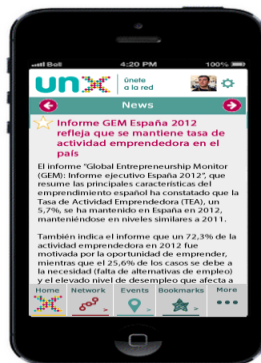 Bell 4:20 PM 100%
unx únete
a la red
News
Informe GEM España 2012
refleja que se mantiene tasa de
actividad emprendedora en el
país
El informe "Global Entrepreneurship Monitor
(GEM): Informe ejecutivo España 2012", que
resume las principales características del
emprendimiento español ha constatado que la
Tasa de Actividad Emprendedora (TEA), un
5,7%, se ha mantenido en España en 2012,
manteniéndose en niveles similares a 2011.
También indica el informe que un 72,3% de la
actividad emprendedora en 2012 fue
motivada por la oportunidad de emprender,
mientras que el 25,6% de los casos se debe a
la necesidad (falta de alternativas de empleo)
y el elevado nivel de desempleo que afecta a
Home Network Events Bookmarks More